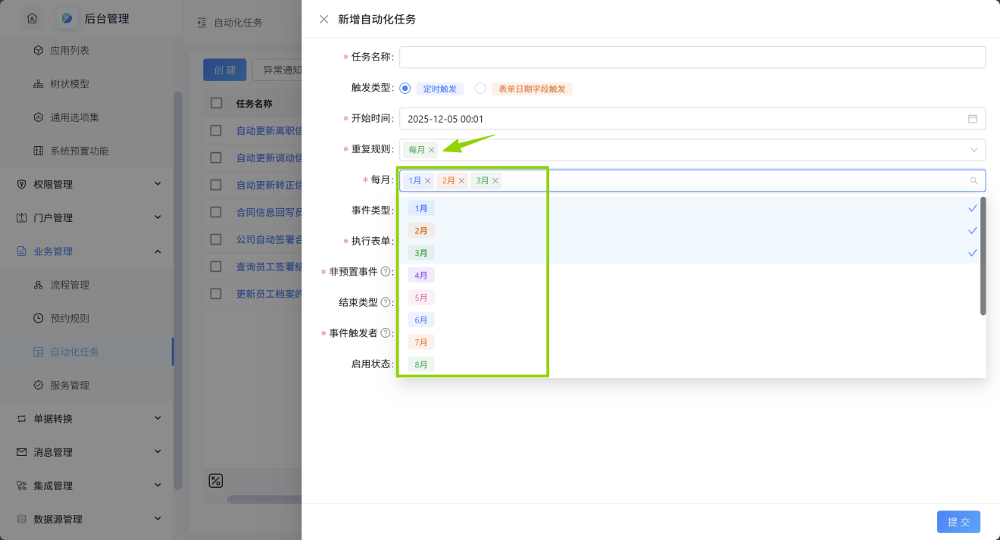 后台管理
应用列表
树状模型
通用选项集
系统预置功能
权限管理
门户管理
业务管理
流程管理
预约规则
自动化任务
服务管理
单据转换
消息管理
集成管理
数据源管理
自动化任务
创 建
异常通知
任务名称
自动更新离职信
自动更新调动信
自动更新转正信
合同信息回写员
公司自动签署合
查询员工签署结
更新员工档案的
新增自动化任务
* 任务名称:
触发类型: 定时触发 表单日期字段触发
* 开始时间: 2025-12-05 00:01
* 重复规则: 每月
* 每月: 1月 2月 3月
1月
2月
3月
4月
5月
6月
7月
8月
事件类型:
* 执行表单:
* 非预置事件 ? :
结束类型 ? :
* 事件触发者 ? :
启用状态:
提 交